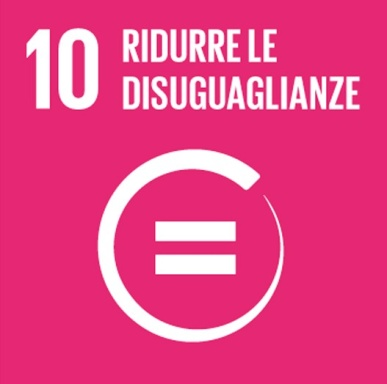 10 RIDURRE LE
DISUGUAGLIANZE
=